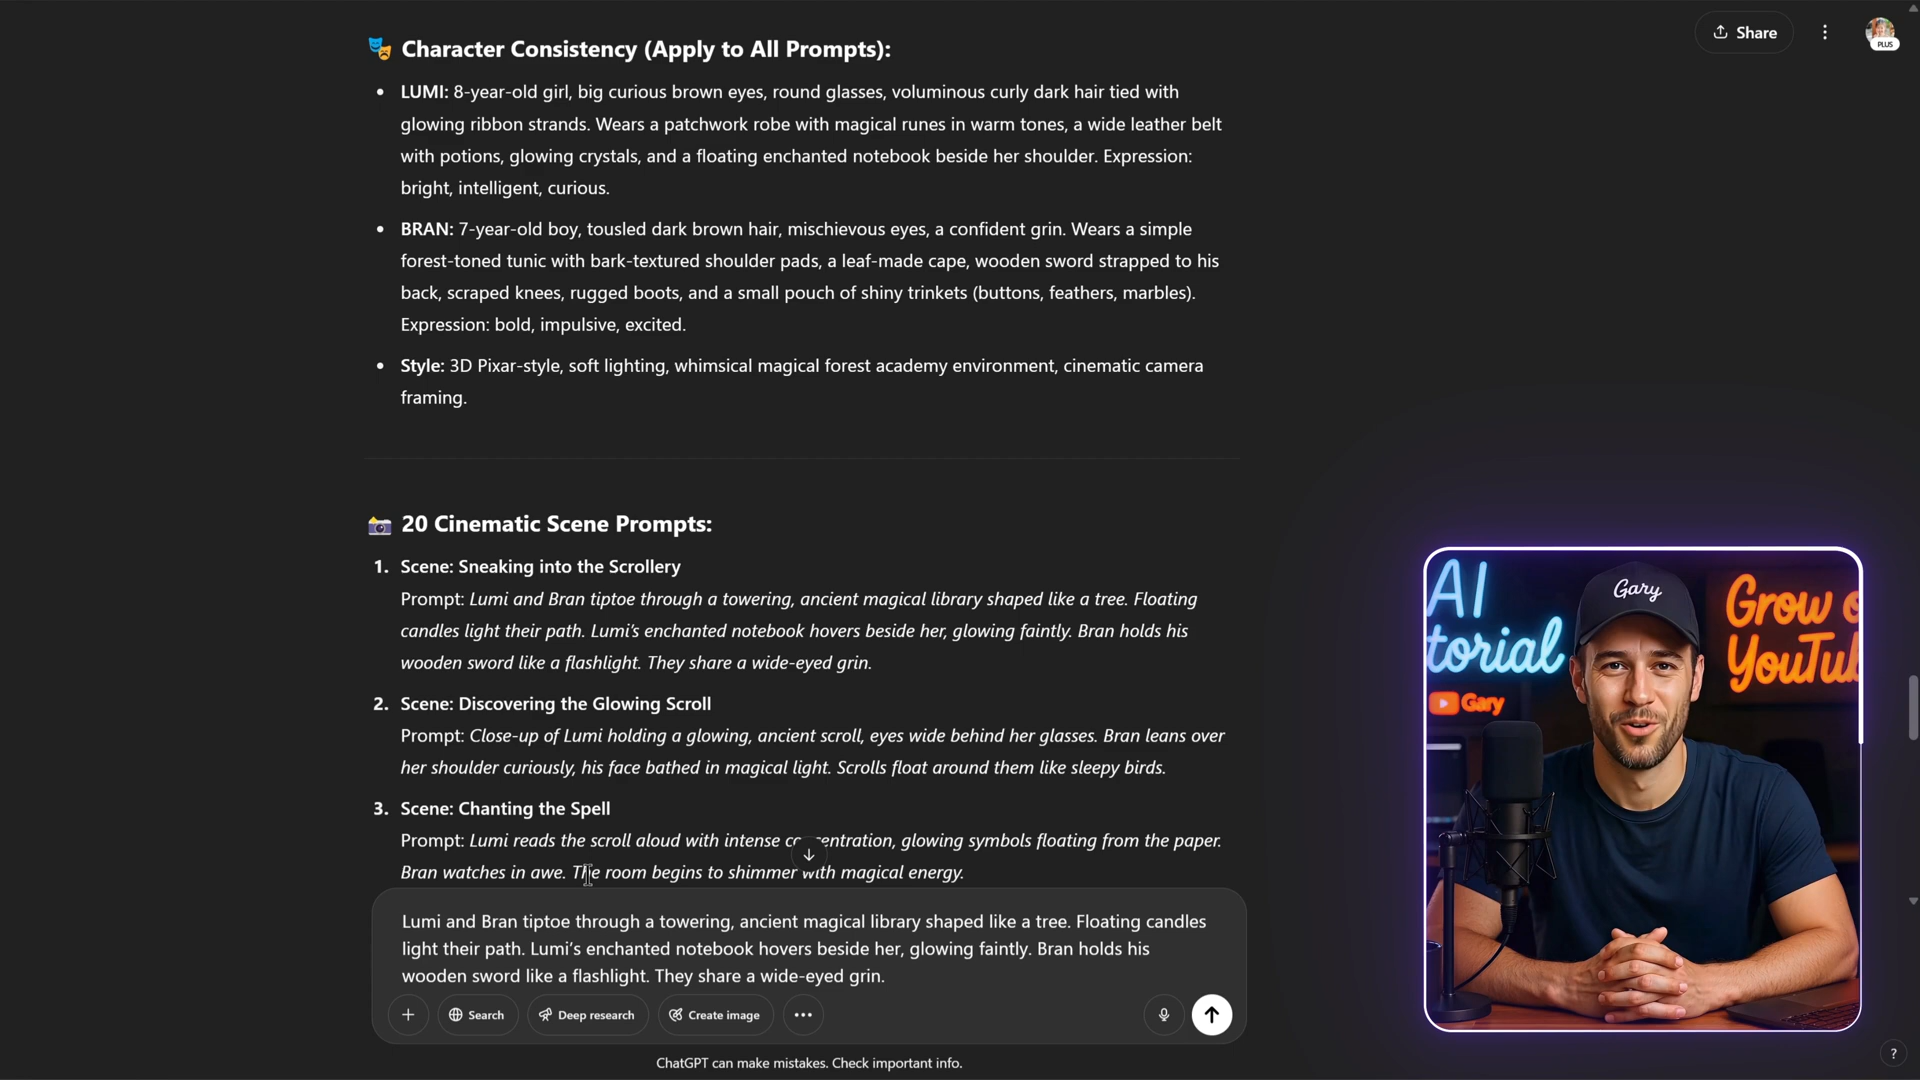 Share
PLUS
🎭 Character Consistency (Apply to All Prompts):
• LUMI: 8-year-old girl, big curious brown eyes, round glasses, voluminous curly dark hair tied with
glowing ribbon strands. Wears a patchwork robe with magical runes in warm tones, a wide leather belt
with potions, glowing crystals, and a floating enchanted notebook beside her shoulder. Expression:
bright, intelligent, curious.
• BRAN: 7-year-old boy, tousled dark brown hair, mischievous eyes, a confident grin. Wears a simple
forest-toned tunic with bark-textured shoulder pads, a leaf-made cape, wooden sword strapped to his
back, scraped knees, rugged boots, and a small pouch of shiny trinkets (buttons, feathers, marbles).
Expression: bold, impulsive, excited.
• Style: 3D Pixar-style, soft lighting, whimsical magical forest academy environment, cinematic camera
framing.
📸 20 Cinematic Scene Prompts:
1. Scene: Sneaking into the Scrollery
Prompt: Lumi and Bran tiptoe through a towering, ancient magical library shaped like a tree. Floating
candles light their path. Lumi’s enchanted notebook hovers beside her, glowing faintly. Bran holds his
wooden sword like a flashlight. They share a wide-eyed grin.
2. Scene: Discovering the Glowing Scroll
Prompt: Close-up of Lumi holding a glowing, ancient scroll, eyes wide behind her glasses. Bran leans over
her shoulder curiously, his face bathed in magical light. Scrolls float around them like sleepy birds.
3. Scene: Chanting the Spell
Prompt: Lumi reads the scroll aloud with intense concentration, glowing symbols floating from the paper.
Bran watches in awe. The room begins to shimmer with magical energy.
Lumi and Bran tiptoe through a towering, ancient magical library shaped like a tree. Floating candles
light their path. Lumi’s enchanted notebook hovers beside her, glowing faintly. Bran holds his
wooden sword like a flashlight. They share a wide-eyed grin.
Search
Deep research
Create image
ChatGPT can make mistakes. Check important info.
?
AI
torial
Gary
Gary
Grow o
YouTub